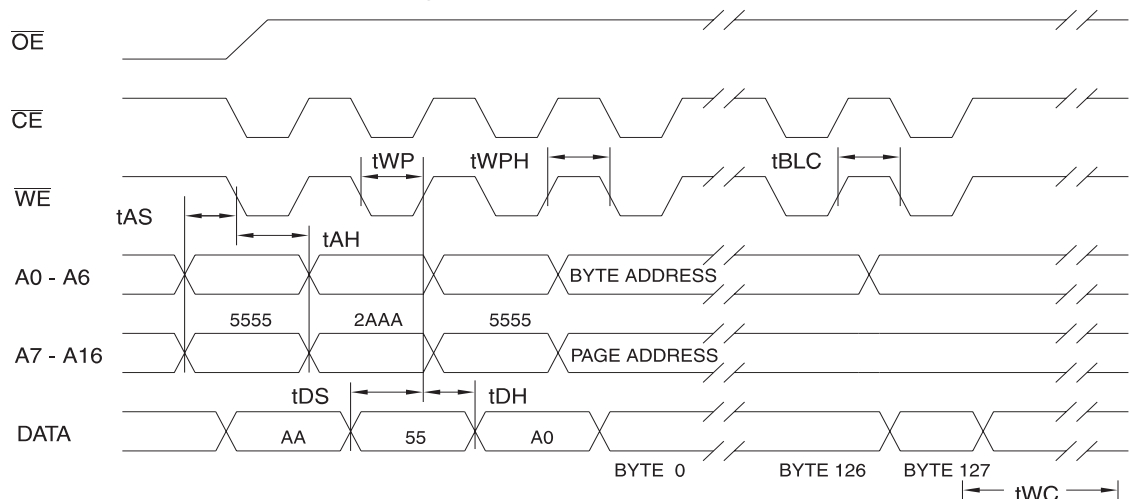 OE
CE
tWP
tWPH
tBLC
WE
tAS
tAH
A0 - A6
BYTE ADDRESS
5555
2AAA
5555
A7 - A16
PAGE ADDRESS
tDS
tDH
DATA
AA
55
A0
BYTE 0
BYTE 126
BYTE 127
tWC